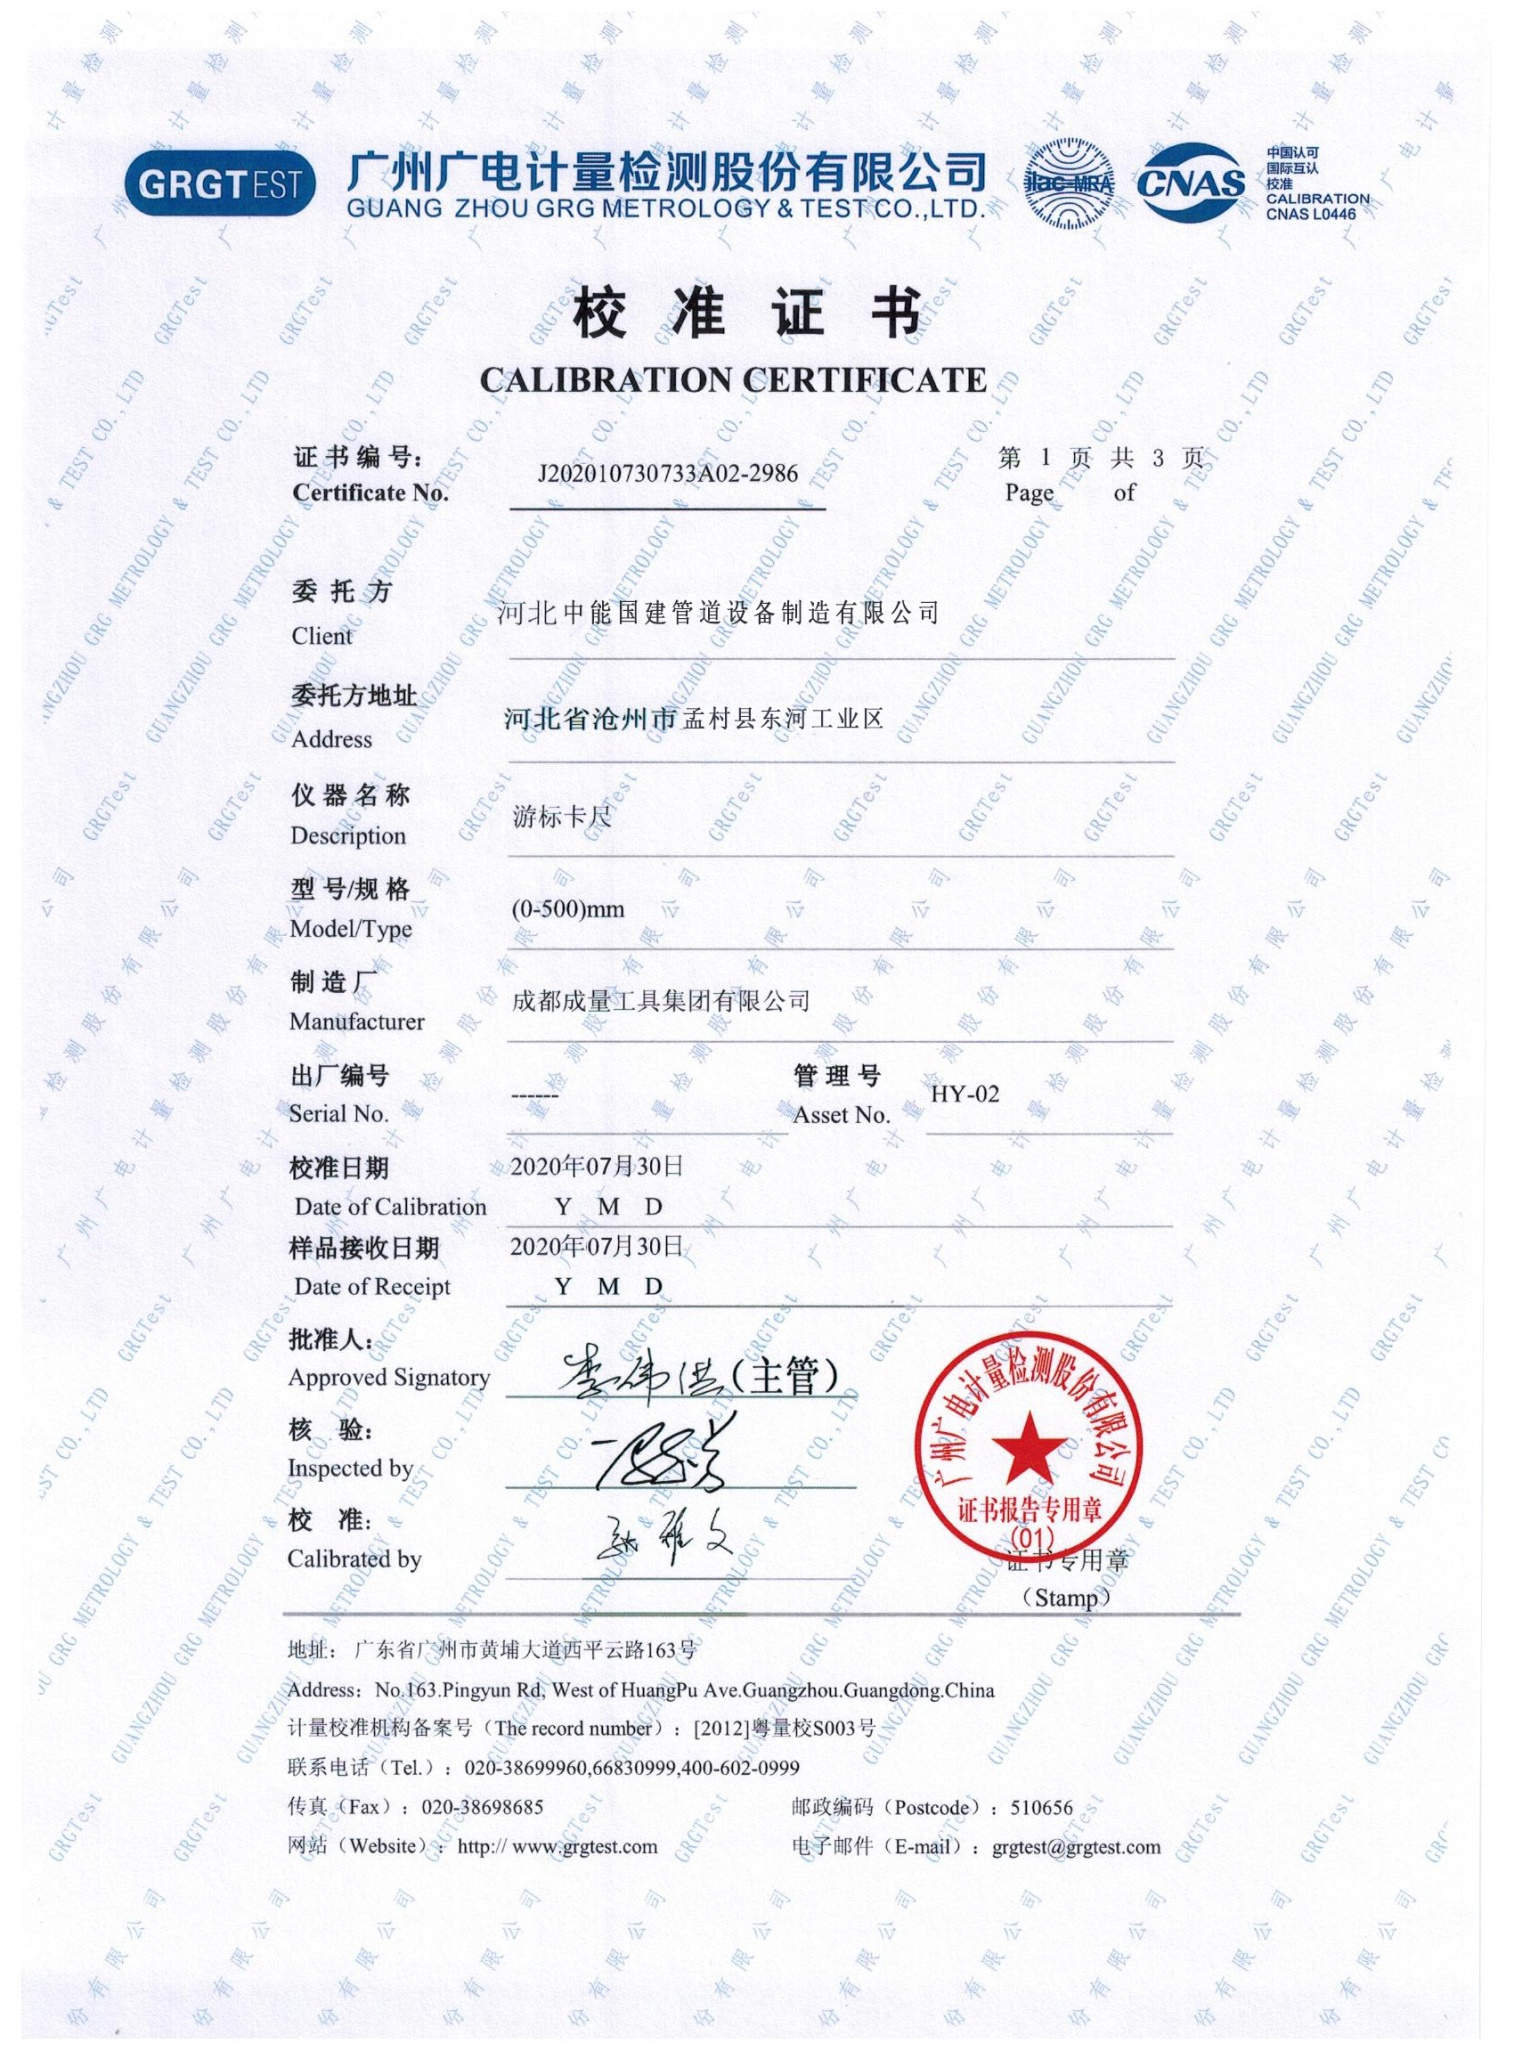 GRGTEST
广州广电计量检测股份有限公司
GUANG ZHOU GRG METROLOGY & TEST CO.,LTD.
ilac-MRA
CNAS
中国认可
国际互认
校准
CALIBRATION
CNAS L0446
校准证书
CALIBRATION CERTIFICATE
证书编号: J202010730733A02-2986 第 1 页 共 3 页
Certificate No. Page of
委托方 河北中能国建管道设备制造有限公司
Client
委托方地址 河北省沧州市孟村县东河工业区
Address
仪器名称 游标卡尺
Description
型号/规格 (0-500)mm
Model/Type
制造厂 成都成量工具集团有限公司
Manufacturer
出厂编号 ------ 管理号 HY-02
Serial No. Asset No.
校准日期 2020年07月30日
Date of Calibration Y M D
样品接收日期 2020年07月30日
Date of Receipt Y M D
批准人: 李伟洪(主管)
Approved Signatory
核 验:
Inspected by
校 准:
Calibrated by
广州广电计量检测股份有限公司
证书报告专用章
(01)
证书专用章
（Stamp）
地址： 广东省广州市黄埔大道西平云路163号
Address: No.163.Pingyun Rd, West of HuangPu Ave.Guangzhou.Guangdong.China
计量校准机构备案号（The record number）: [2012]粤量校S003号
联系电话（Tel.）: 020-38699960,66830999,400-602-0999
传真（Fax）: 020-38698685 邮政编码（Postcode）: 510656
网站（Website）: http:// www.grgtest.com 电子邮件（E-mail）: grgtest@grgtest.com